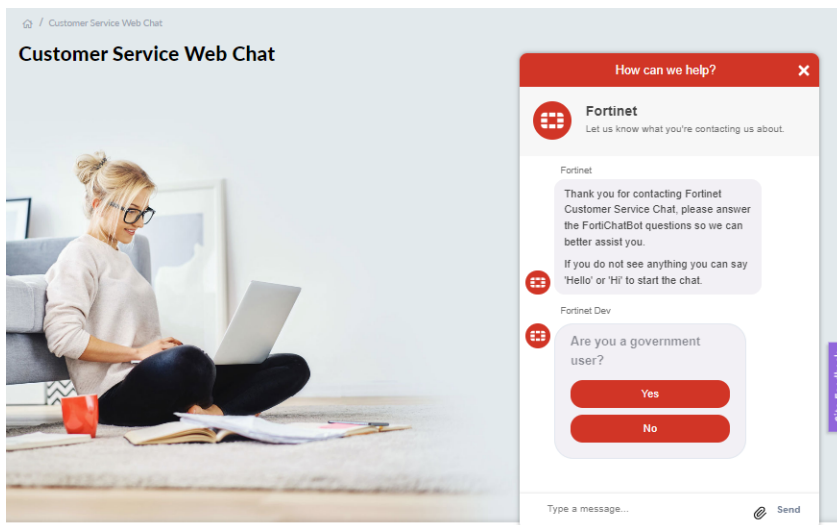 / Customer Service Web Chat
Customer Service Web Chat
How can we help?
Fortinet
Let us know what you're contacting us about.
Fortinet
Thank you for contacting Fortinet
Customer Service Chat, please answer
the FortiChatBot questions so we can
better assist you.
If you do not see anything you can say
'Hello' or 'Hi' to start the chat.
Fortinet Dev
Are you a government
user?
Yes
No
Type a message...
Send